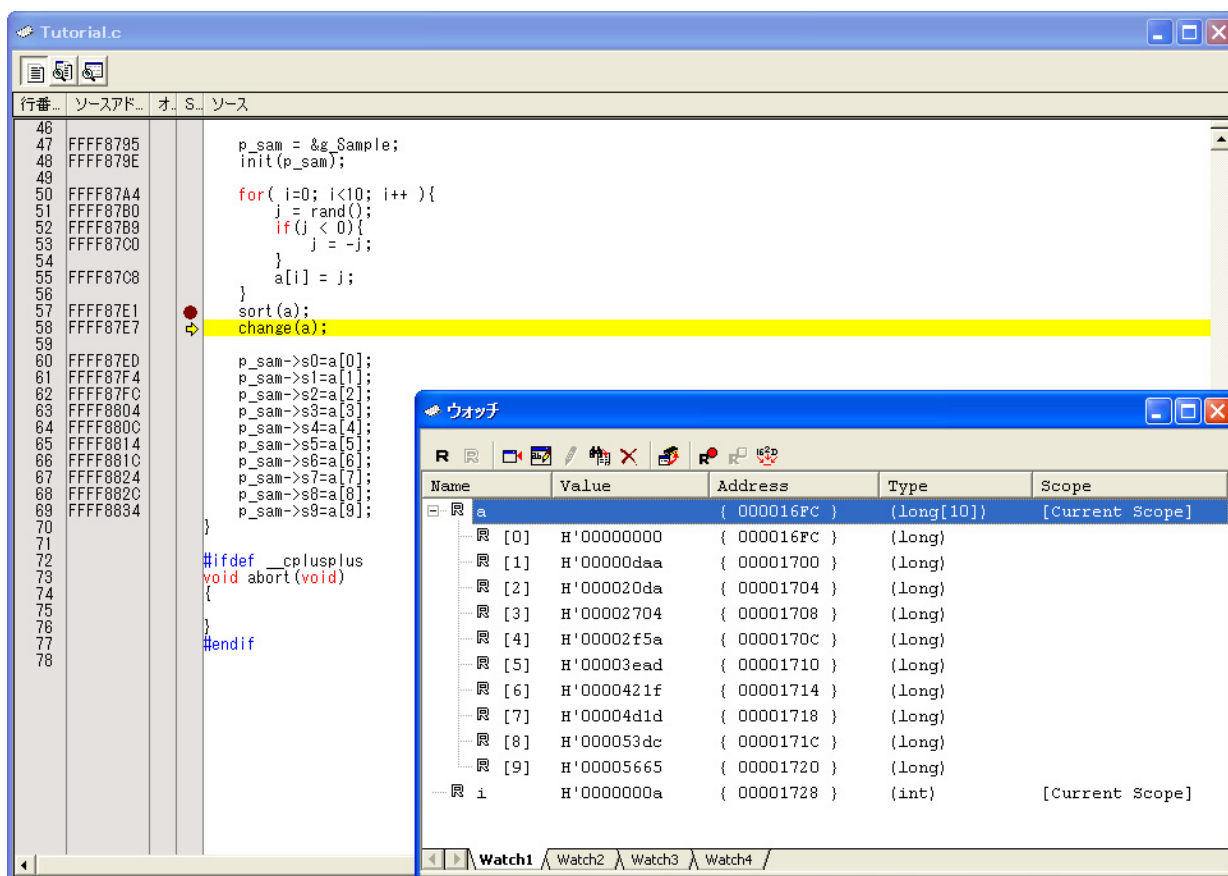 Tutorial.c
行番... ソースアド... オ.. S... ソース
46
47 FFFF8795 p_sam = &g_Sample;
48 FFFF879E init(p_sam);
49
50 FFFF87A4 for( i=0; i<10; i++ ){
51 FFFF87B0 j = rand();
52 FFFF87B9 if(j < 0){
53 FFFF87C0 j = -j;
54 }
55 FFFF87C8 a[i] = j;
56 }
57 FFFF87E1 sort(a);
58 FFFF87E7 change(a);
59
60 FFFF87ED p_sam->s0=a[0];
61 FFFF87F4 p_sam->s1=a[1];
62 FFFF87FC p_sam->s2=a[2];
63 FFFF8804 p_sam->s3=a[3];
64 FFFF880C p_sam->s4=a[4];
65 FFFF8814 p_sam->s5=a[5];
66 FFFF881C p_sam->s6=a[6];
67 FFFF8824 p_sam->s7=a[7];
68 FFFF882C p_sam->s8=a[8];
69 FFFF8834 p_sam->s9=a[9];
70 }
71
72 #ifdef __cplusplus
73 void abort(void)
74 {
75
76 }
77 #endif
78
ウォッチ
Name Value Address Type Scope
R a { 000016FC } (long[10]) [Current Scope]
R [0] H'00000000 { 000016FC } (long)
R [1] H'00000daa { 00001700 } (long)
R [2] H'000020da { 00001704 } (long)
R [3] H'00002704 { 00001708 } (long)
R [4] H'00002f5a { 0000170C } (long)
R [5] H'00003ead { 00001710 } (long)
R [6] H'0000421f { 00001714 } (long)
R [7] H'00004d1d { 00001718 } (long)
R [8] H'000053dc { 0000171C } (long)
R [9] H'00005665 { 00001720 } (long)
R i H'0000000a { 00001728 } (int) [Current Scope]
Watch1 Watch2 Watch3 Watch4